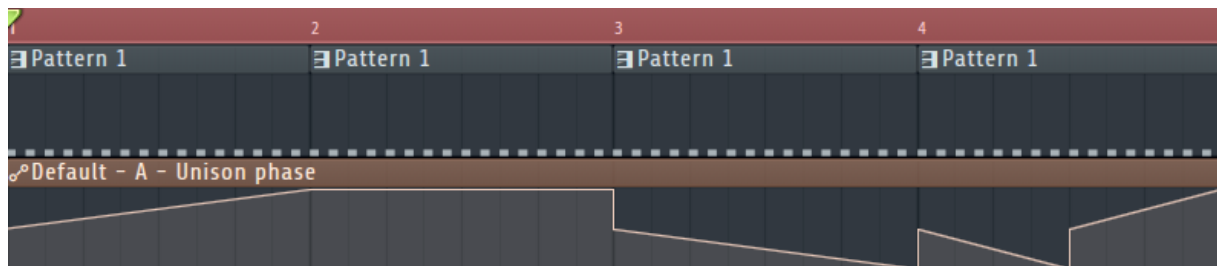 1 2 3 4
Pattern 1 Pattern 1 Pattern 1 Pattern 1
Default - A - Unison phase